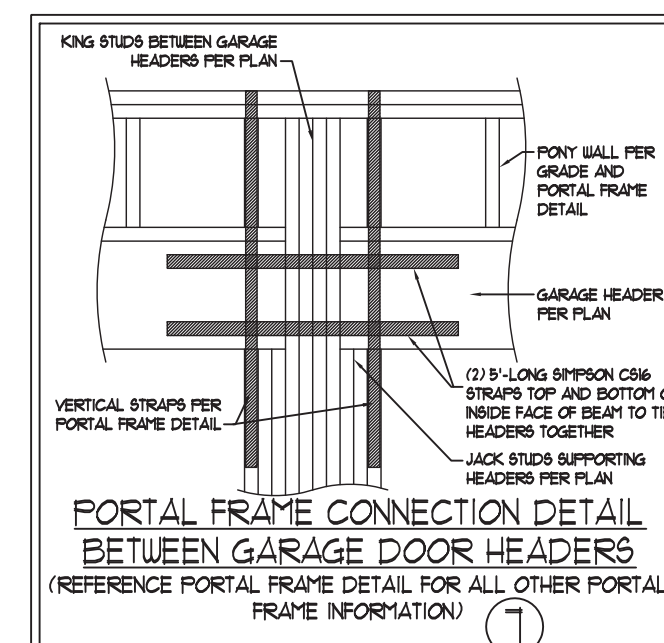 KING STUDS BETWEEN GARAGE
HEADERS PER PLAN
PONY WALL PER
GRADE AND
PORTAL FRAME
DETAIL
GARAGE HEADER
PER PLAN
(2) 5'-LONG SIMPSON CS16
STRAPS TOP AND BOTTOM
INSIDE FACE OF BEAM TO
HEADERS TOGETHER
VERTICAL STRAPS PER
PORTAL FRAME DETAIL
JACK STUDS SUPPORTING
HEADERS PER PLAN
PORTAL FRAME CONNECTION DETAIL
BETWEEN GARAGE DOOR HEADERS
(REFERENCE PORTAL FRAME DETAIL FOR ALL OTHER PORTAL
FRAME INFORMATION)